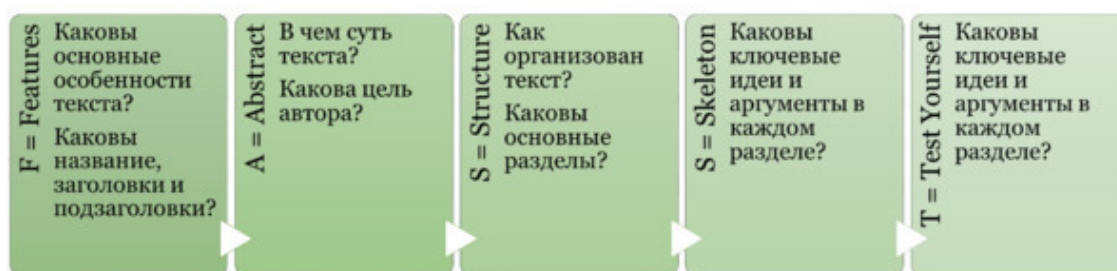 F = Features
Каковы
основные
особенности
текста?
Каковы
название,
заголовки и
подзаголовки?
A = Abstract
В чем суть
текста?
Какова цель
автора?
S = Structure
Как
организован
текст?
Каковы
основные
разделы?
S = Skeleton
Каковы
ключевые
идеи и
аргументы в
каждом
разделе?
T = Test Yourself
Каковы
ключевые
идеи и
аргументы в
каждом
разделе?